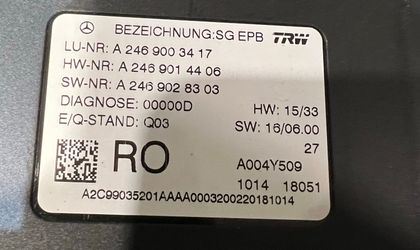 BEZEICHNUNG:SG EPB TRW
LU-NR: A 246 900 34 17
HW-NR: A 246 901 44 06
SW-NR: A 246 902 83 03
DIAGNOSE: 00000D HW: 15/33
E/Q-STAND: Q03 SW: 16/06.00
27
RO A004Y509
1014 18051
A2C99035201AAAA0003200220181014